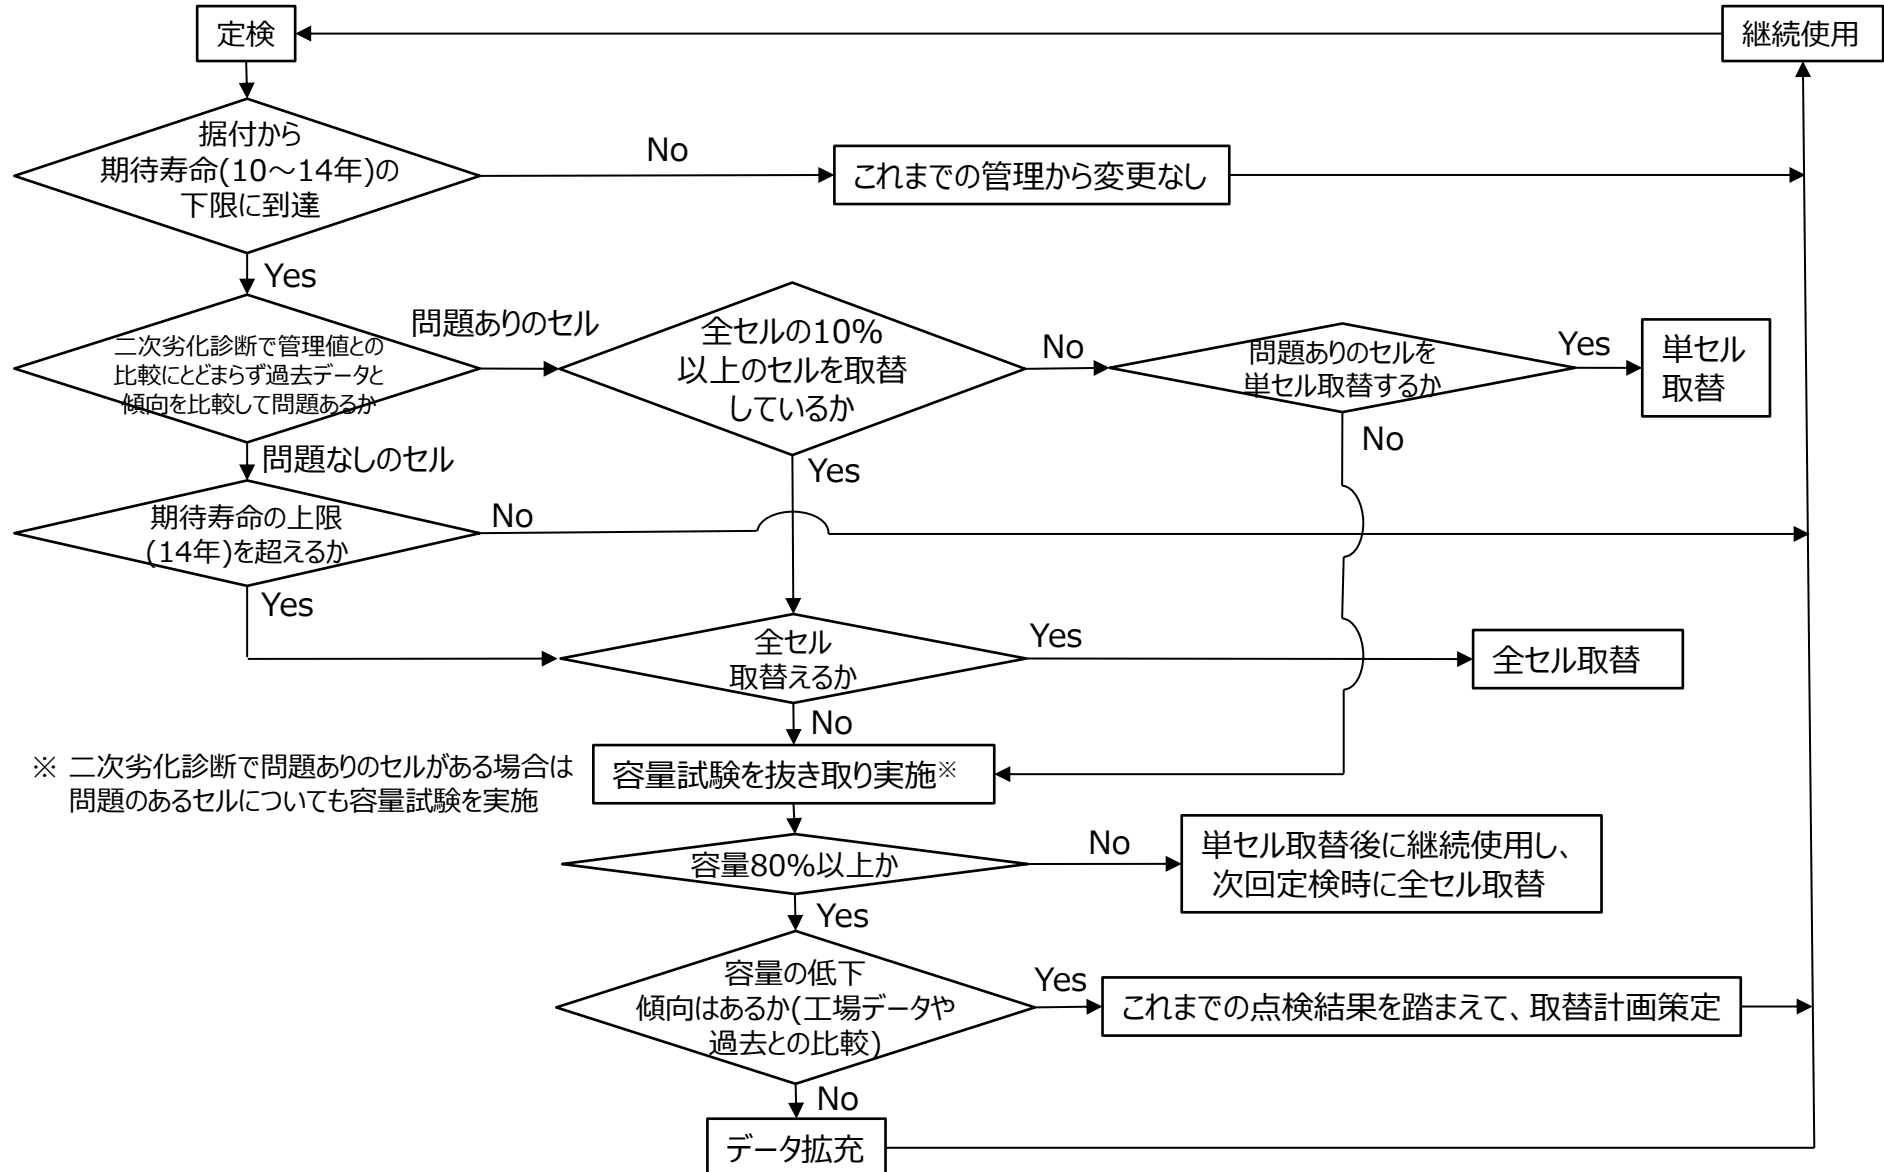 定検
継続使用
据付から
期待寿命(10～14年)の
下限に到達
No
これまでの管理から変更なし
Yes
二次劣化診断で管理値との
比較にとどまらず過去データと
傾向を比較して問題あるか
問題ありのセル
全セルの10%
以上のセルを取替
しているか
No
問題ありのセルを
単セル取替するか
Yes
単セル
取替
No
問題なしのセル
Yes
期待寿命の上限
(14年)を超えるか
No
Yes
全セル
取替えるか
Yes
全セル取替
No
※ 二次劣化診断で問題ありのセルがある場合は
問題のあるセルについても容量試験を実施
容量試験を抜き取り実施※
容量80%以上か
No
単セル取替後に継続使用し、
次回定検時に全セル取替
Yes
容量の低下
傾向はあるか(工場データや
過去との比較)
Yes
これまでの点検結果を踏まえて、取替計画策定
No
データ拡充